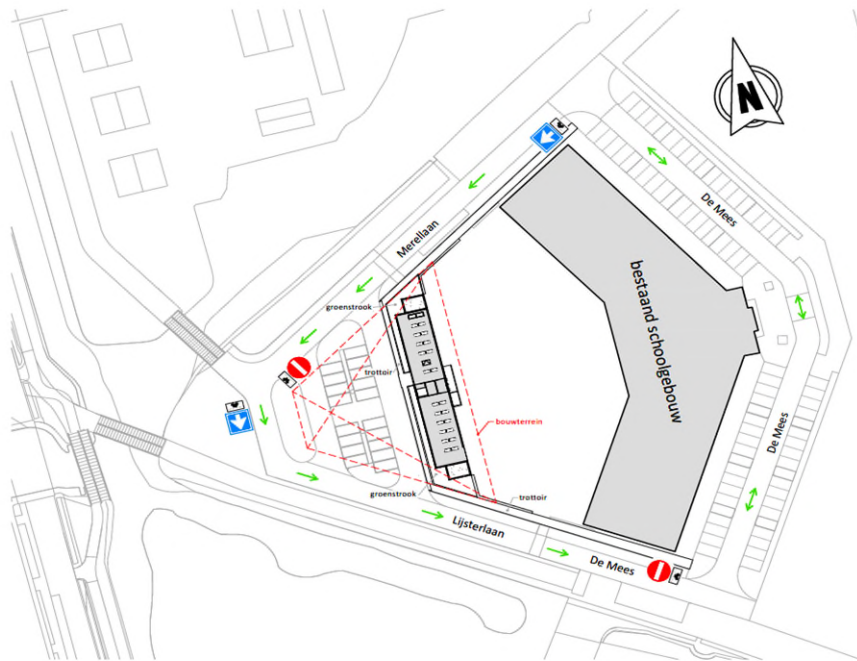 N
De Mees
Merellaan
bestaand schoolgebouw
groenstrook
trottoir
bouwterrein
De Mees
groenstrook
trottoir
Lijsterlaan
De Mees